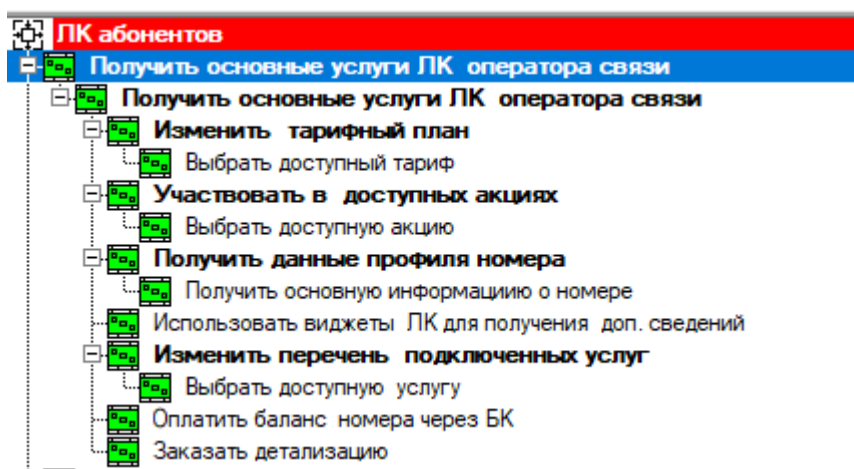 ЛК абонентов
Получить основные услуги ЛК оператора связи
Получить основные услуги ЛК оператора связи
Изменить тарифный план
Выбрать доступный тариф
Участвовать в доступных акциях
Выбрать доступную акцию
Получить данные профиля номера
Получить основную информациию о номере
Использовать виджеты ЛК для получения доп. сведений
Изменить перечень подключенных услуг
Выбрать доступную услугу
Оплатить баланс номера через БК
Заказать детализацию